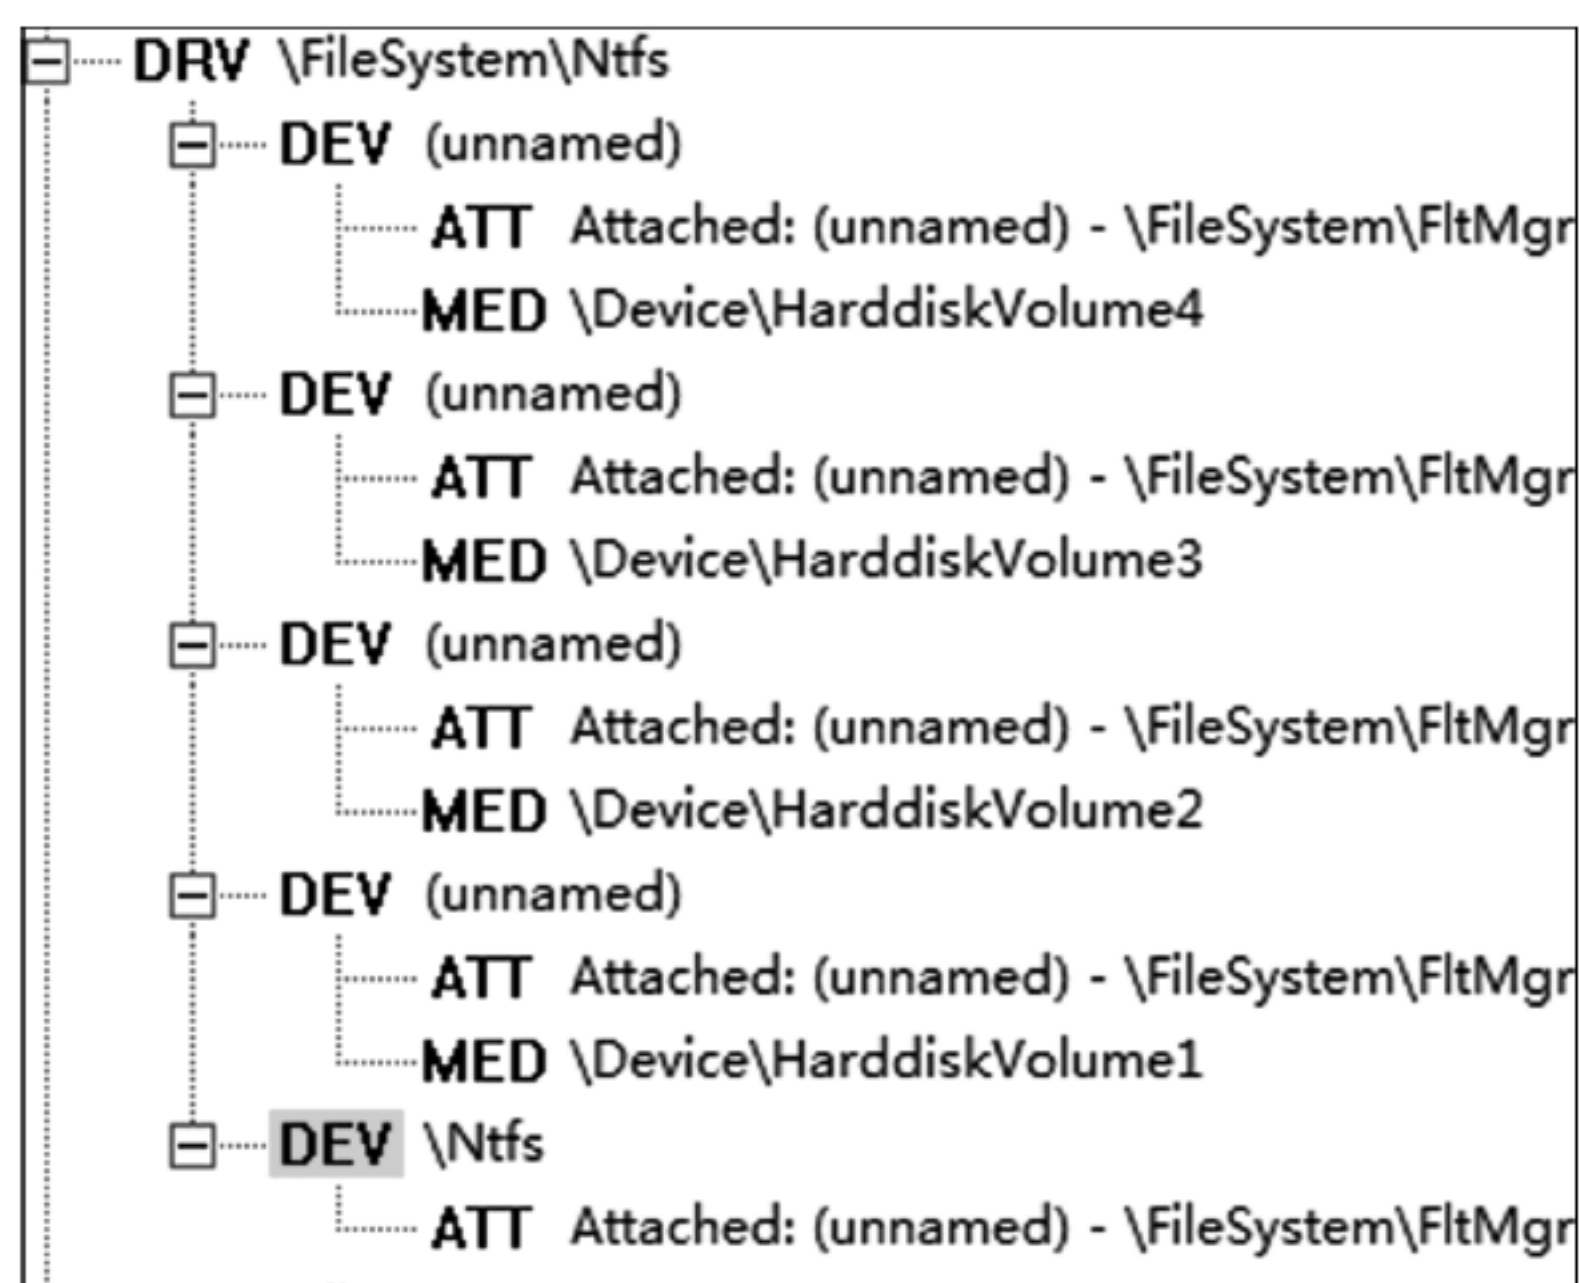 DRV \FileSystem\Ntfs
DEV (unnamed)
ATT Attached: (unnamed) - \FileSystem\FltMgr
MED \Device\HarddiskVolume4
DEV (unnamed)
ATT Attached: (unnamed) - \FileSystem\FltMgr
MED \Device\HarddiskVolume3
DEV (unnamed)
ATT Attached: (unnamed) - \FileSystem\FltMgr
MED \Device\HarddiskVolume2
DEV (unnamed)
ATT Attached: (unnamed) - \FileSystem\FltMgr
MED \Device\HarddiskVolume1
DEV \Ntfs
ATT Attached: (unnamed) - \FileSystem\FltMgr